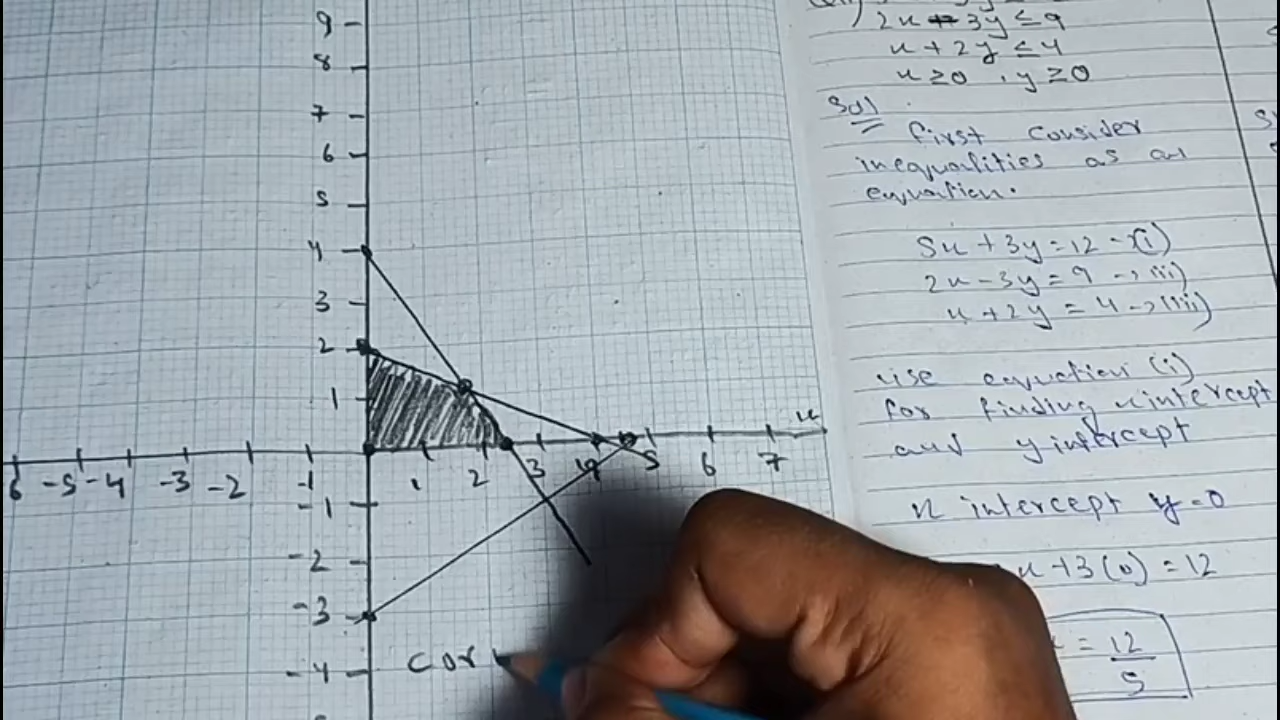 9
8
7
6
5
4
3
2
1
x
-6 -5 -4 -3 -2 -1 1 2 3 4 5 6 7
-1
-2
-3
-4
cor
2x - 3y ≤ 9
x + 2y ≤ 4
x ≥ 0 , y ≥ 0
Sol
first consider
inequalities as an
equation.
5x + 3y = 12 → (i)
2x - 3y = 9 → (ii)
x + 2y = 4 → (iii)
use equection (i)
for finding x intercept
and y intercept
x intercept y = 0
x + 3(0) = 12
= 12
5